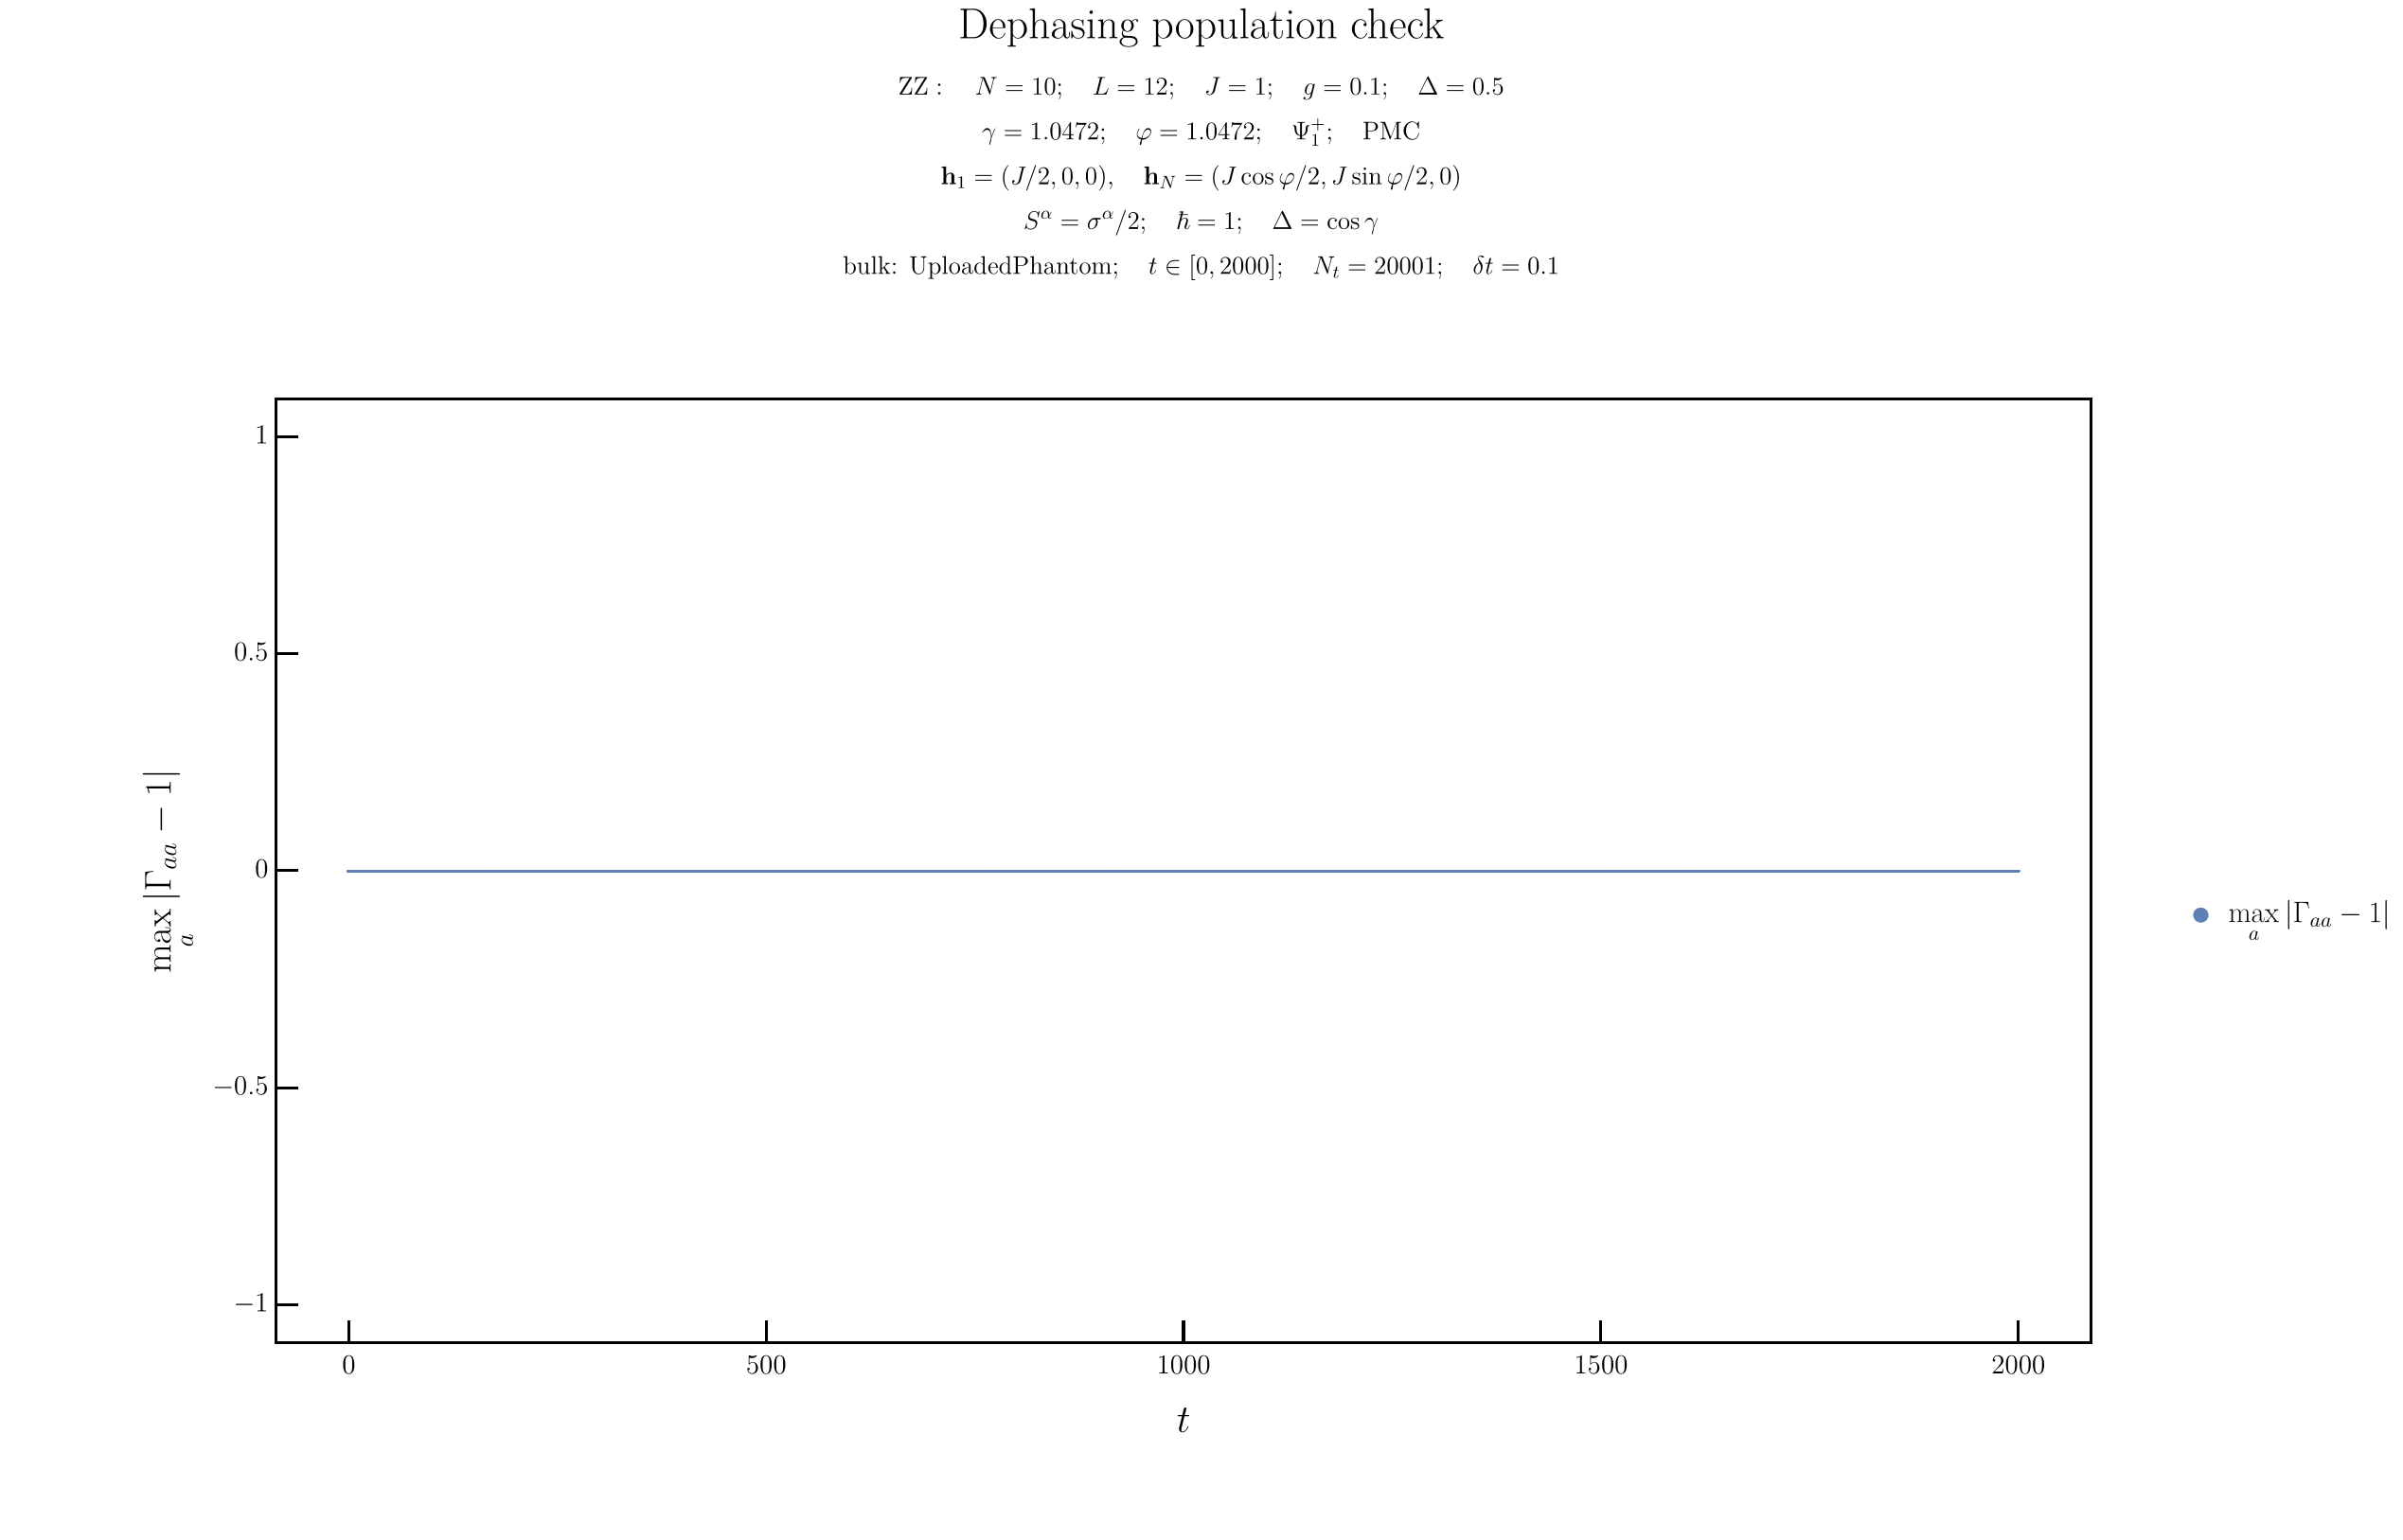 Dephasing population check
ZZ : N = 10; L = 12; J = 1; g = 0.1; Δ = 0.5
γ = 1.0472; φ = 1.0472; Ψ₁⁺; PMC
𝐡₁ = (J/2, 0, 0), 𝐡_N = (J cos φ/2, J sin φ/2, 0)
S^α = σ^α/2; ℏ = 1; Δ = cos γ
bulk: UploadedPhantom; t ∈ [0, 2000]; N_t = 20001; δt = 0.1
1
0.5
0
−0.5
−1
max_a |Γ_aa − 1|
0 500 1000 1500 2000
t
max_a |Γ_aa − 1|